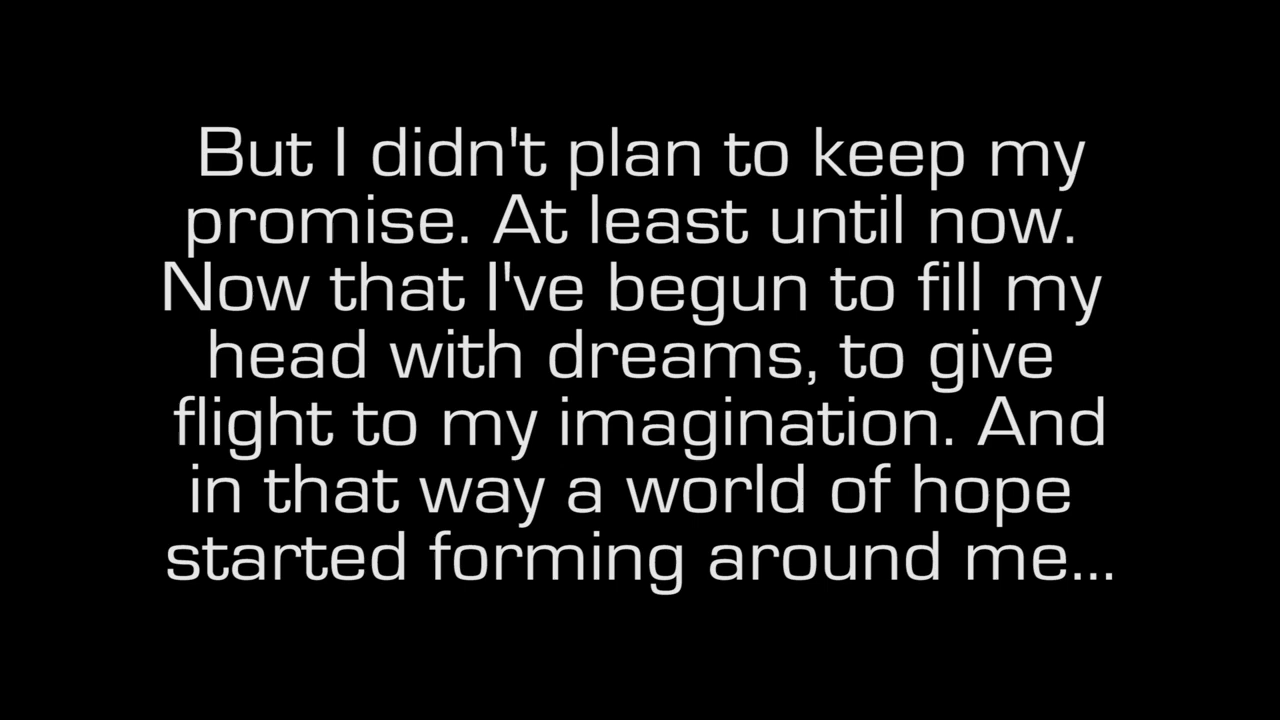 But I didn't plan to keep my
promise. At least until now.
Now that I've begun to fill my
head with dreams, to give
flight to my imagination. And
in that way a world of hope
started forming around me...